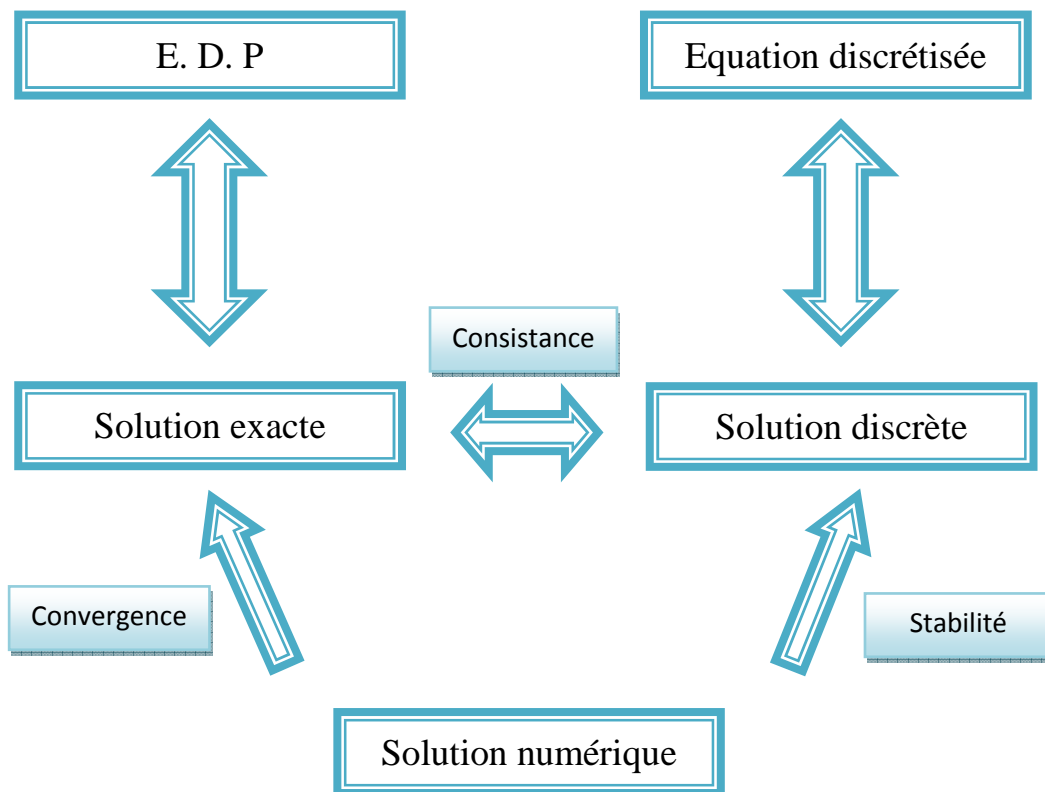 E. D. P
Equation discrétisée
Consistance
Solution exacte
Solution discrète
Convergence
Stabilité
Solution numérique